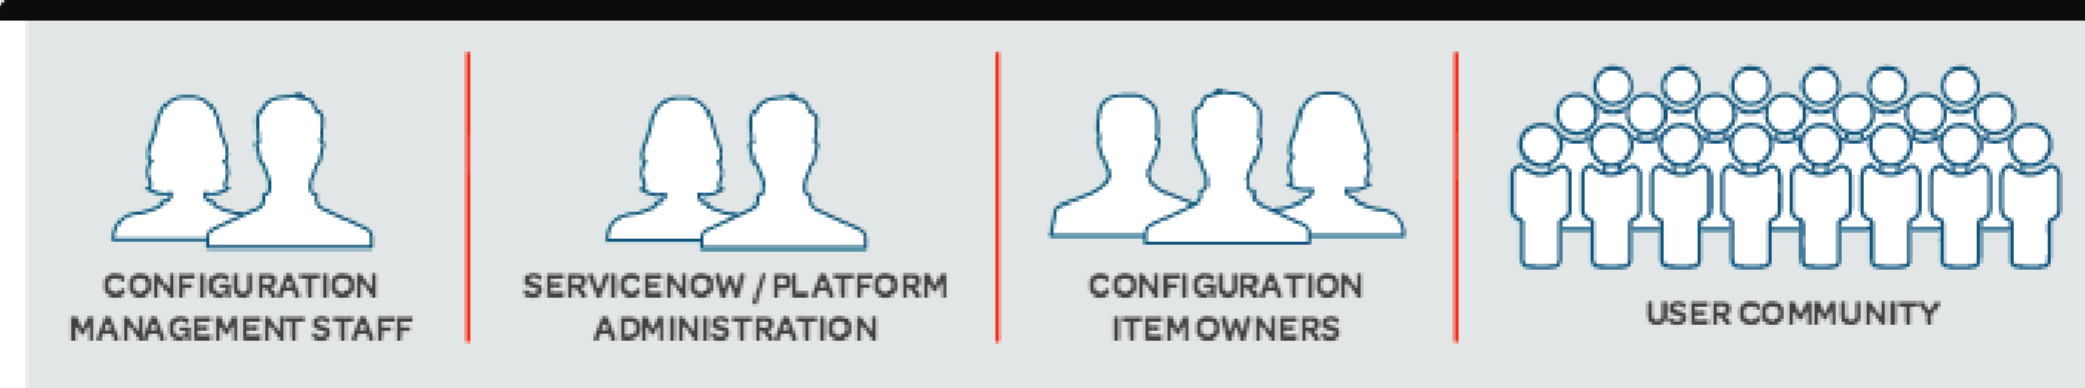 CONFIGURATION
MANAGEMENT STAFF
SERVICENOW / PLATFORM
ADMINISTRATION
CONFIGURATION
ITEM OWNERS
USER COMMUNITY